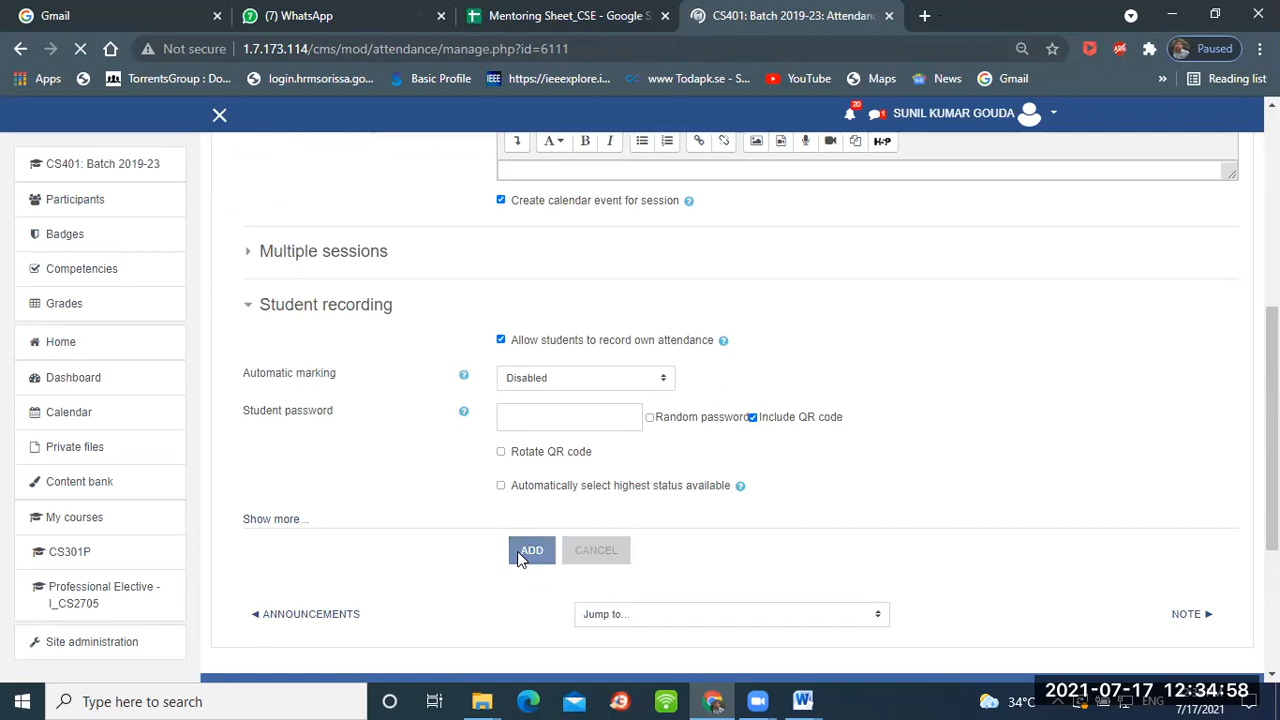 Gmail
(7) WhatsApp
Mentoring Sheet_CSE - Google S
CS401: Batch 2019-23: Attendan
Not secure
1.7.173.114/cms/mod/attendance/manage.php?id=6111
Paused
Apps
TorrentsGroup : Do...
login.hrmsorissa.go...
Basic Profile
IEEE
https://ieeexplore.i...
www Todapk.s... - S...
YouTube
Maps
News
Gmail
»
Reading list
20
1
SUNIL KUMAR GOUDA
CS401: Batch 2019-23
Participants
Badges
Competencies
Grades
Home
Dashboard
Calendar
Private files
Content bank
My courses
CS301P
Professional Elective -
I_CS2705
Site administration
A
B
I
H-P
Create calendar event for session
Multiple sessions
Student recording
Allow students to record own attendance
Automatic marking
Disabled
Student password
Random password
Include QR code
Rotate QR code
Automatically select highest status available
Show more...
ADD
CANCEL
◄ ANNOUNCEMENTS
Jump to...
NOTE ►
Type here to search
34°C
ENG
2021-07-17 12:34:58
7/17/2021